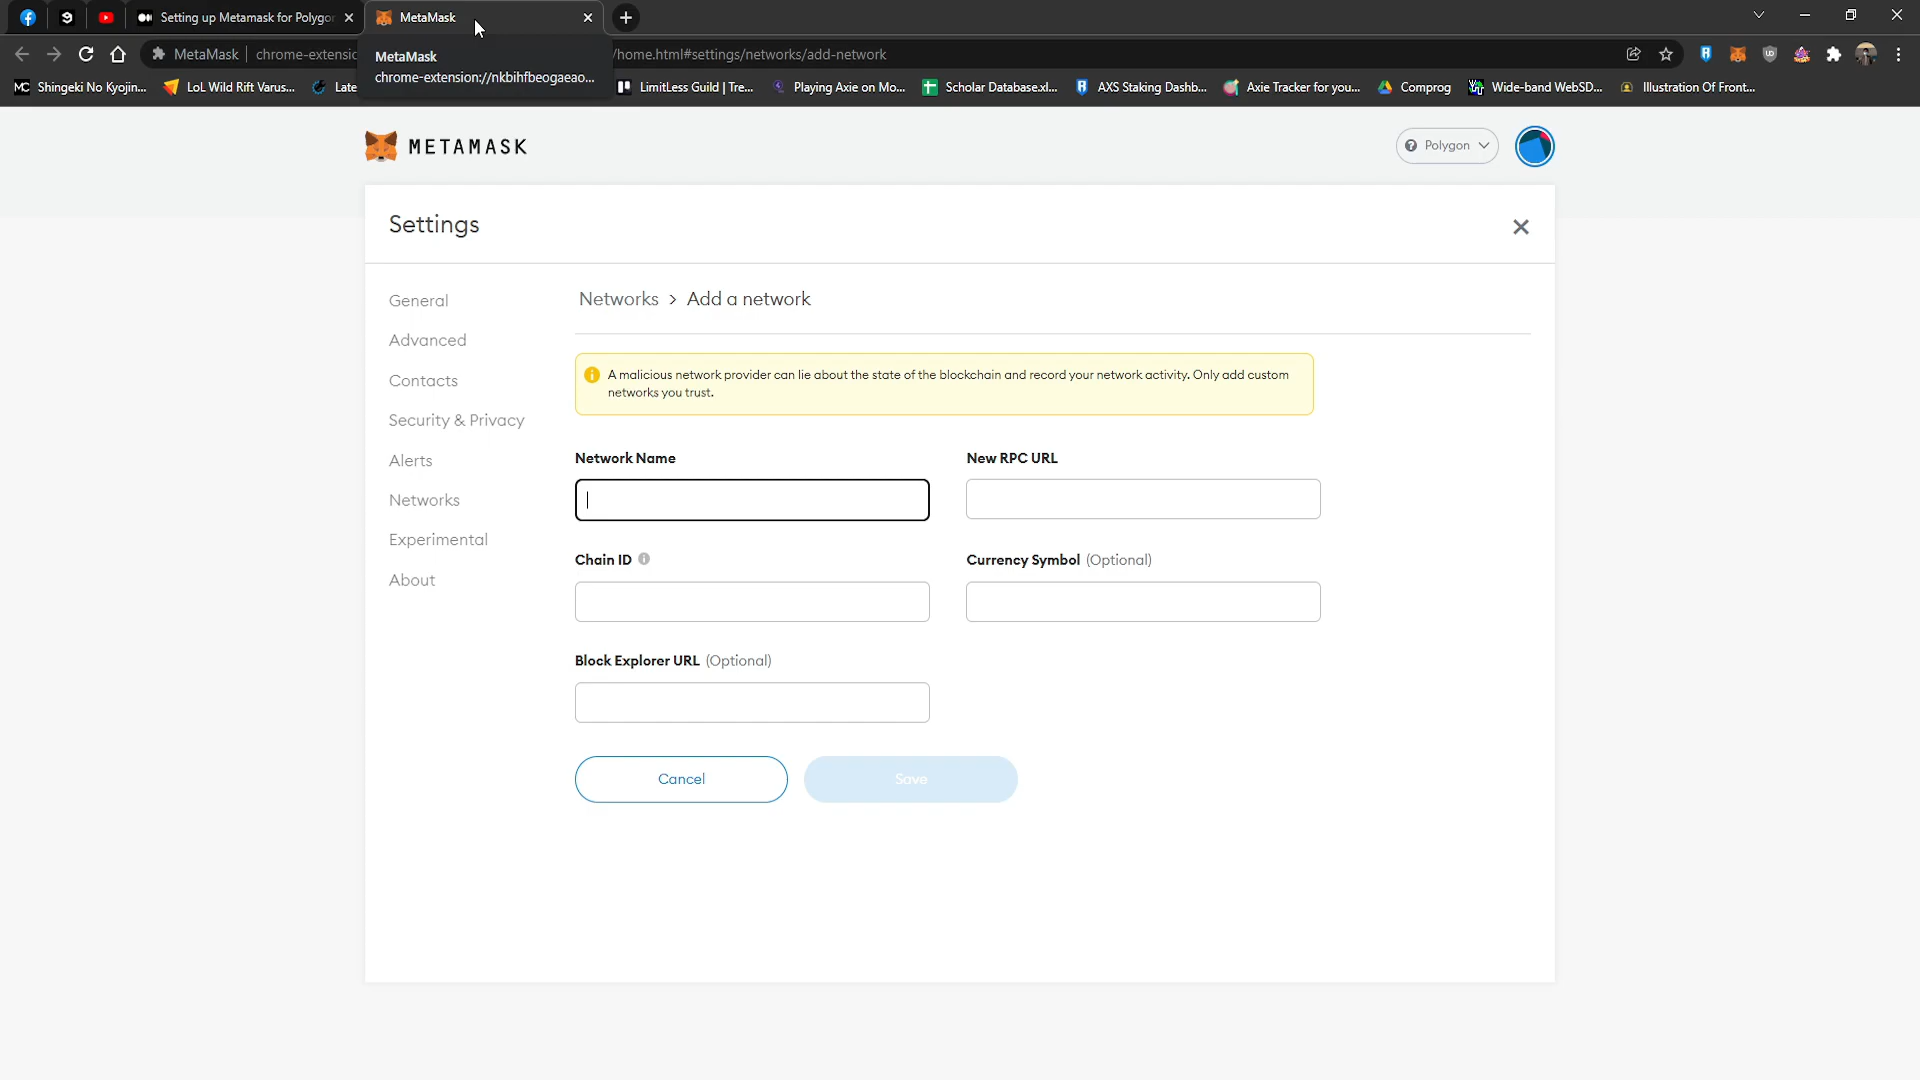 Setting up Metamask for Polygo
MetaMask
MetaMask
chrome-extensic
/home.html#settings/networks/add-network
MetaMask
chrome-extension://nkbihfbeogaeao...
Shingeki No Kyojin...
LoL Wild Rift Varus...
Late
LimitLess Guild | Tre...
Playing Axie on Mo...
Scholar Database.xl...
AXS Staking Dashb...
Axie Tracker for you...
Comprog
Wide-band WebSD...
Illustration Of Front...
METAMASK
Polygon
Settings
General
Advanced
Contacts
Security & Privacy
Alerts
Networks
Experimental
About
Networks > Add a network
A malicious network provider can lie about the state of the blockchain and record your network activity. Only add custom
networks you trust.
Network Name
New RPC URL
Chain ID
Currency Symbol (Optional)
Block Explorer URL (Optional)
Cancel
Save